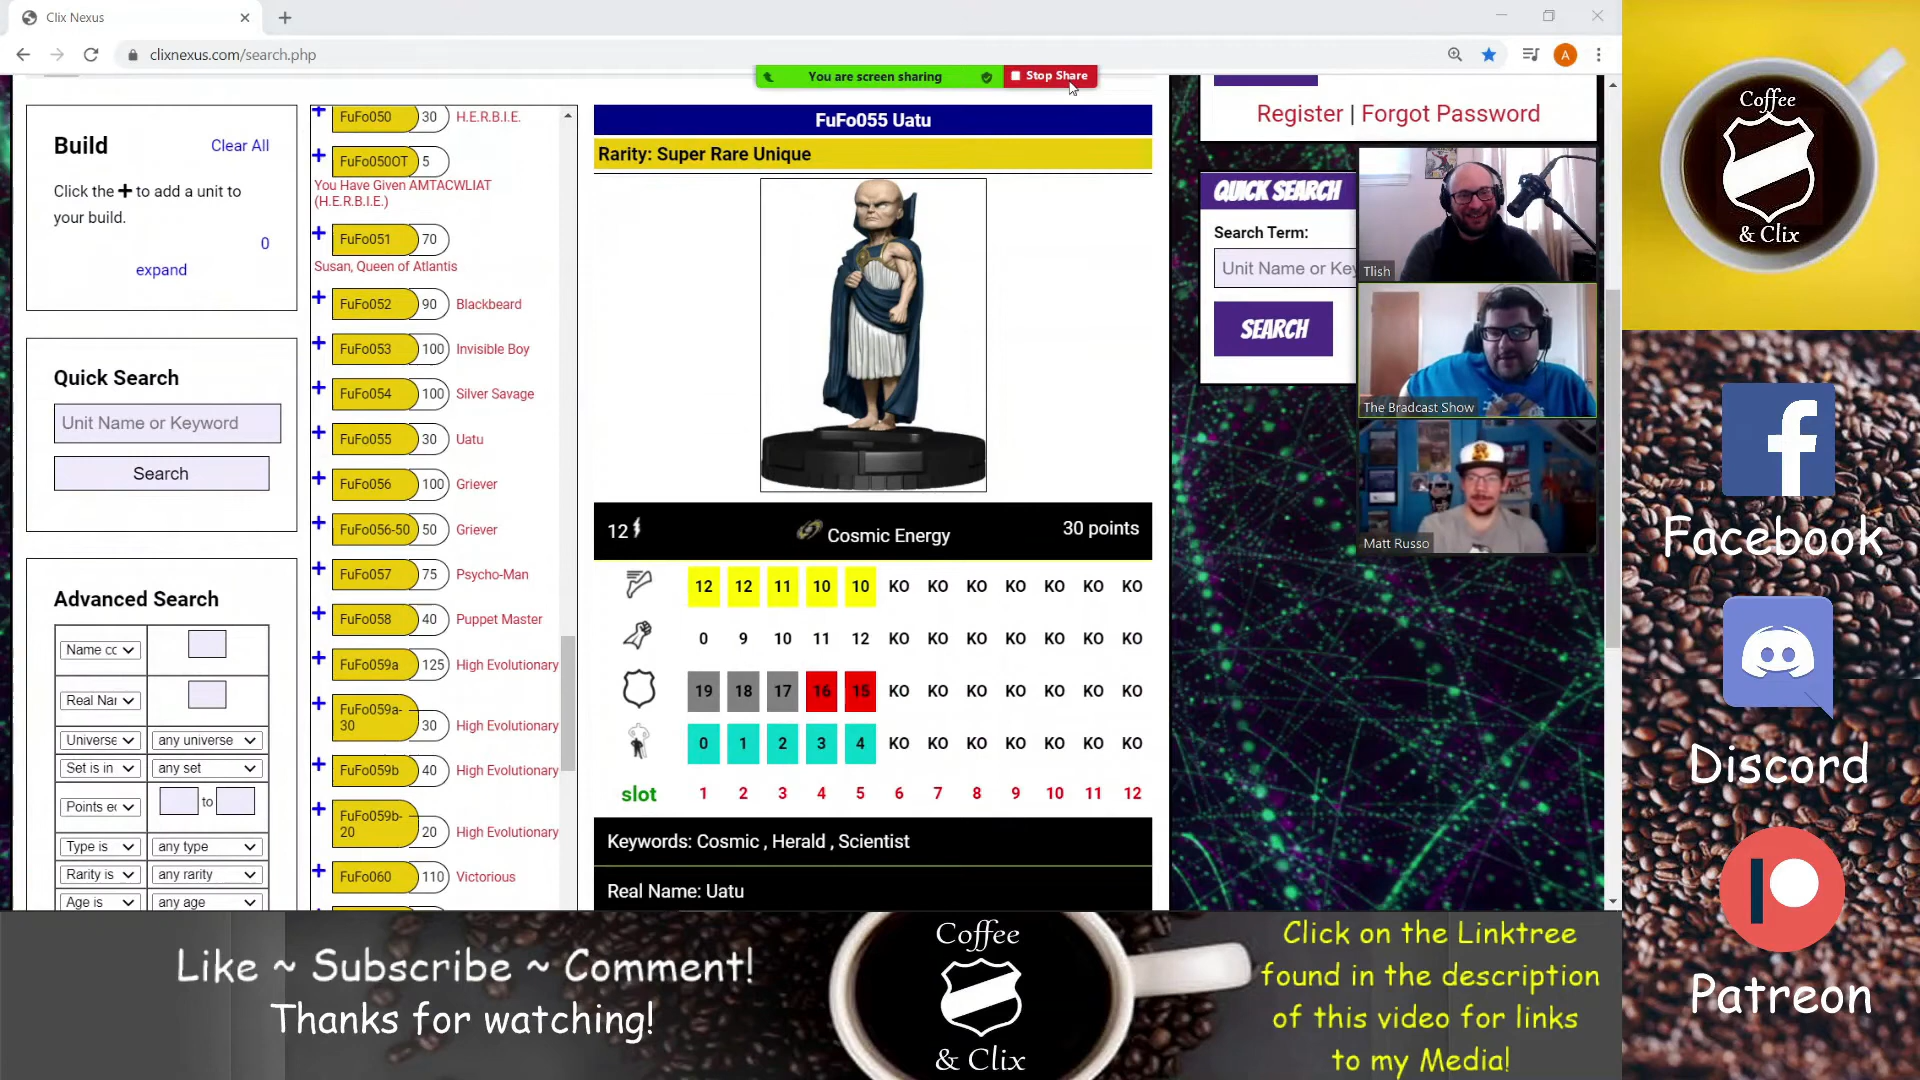 Clix Nexus
clixnexus.com/search.php
A
You are screen sharing
Stop Share
Build
Clear All
Click the + to add a unit to
your build.
0
expand
Quick Search
Unit Name or Keyword
Search
Advanced Search
Name cc
Real Nar
Universe
any universe
Set is in
any set
Points e
to
Type is
any type
Rarity is
any rarity
Age is
any age
FuFo050 30 H.E.R.B.I.E.
FuFo050OT 5
You Have Given AMTACWLIAT
(H.E.R.B.I.E.)
FuFo051 70
Susan, Queen of Atlantis
FuFo052 90 Blackbeard
FuFo053 100 Invisible Boy
FuFo054 100 Silver Savage
FuFo055 30 Uatu
FuFo056 100 Griever
FuFo056-50 50 Griever
FuFo057 75 Psycho-Man
FuFo058 40 Puppet Master
FuFo059a 125 High Evolutionary
FuFo059a-
30 30 High Evolutionary
FuFo059b 40 High Evolutionary
FuFo059b-
20 20 High Evolutionary
FuFo060 110 Victorious
FuFo055 Uatu
Rarity: Super Rare Unique
12 Cosmic Energy 30 points
12 12 11 10 10 KO KO KO KO KO KO KO
0 9 10 11 12 KO KO KO KO KO KO KO
19 18 17 16 15 KO KO KO KO KO KO KO
0 1 2 3 4 KO KO KO KO KO KO KO
slot 1 2 3 4 5 6 7 8 9 10 11 12
Keywords: Cosmic , Herald , Scientist
Real Name: Uatu
Register | Forgot Password
QUICK SEARCH
Search Term:
Unit Name or Key
SEARCH
Tlish
The Bradcast Show
Matt Russo
Coffee
& Clix
Facebook
Discord
Patreon
Like ~ Subscribe ~ Comment!
Thanks for watching!
Coffee
& Clix
Click on the Linktree
found in the description
of this video for links
to my Media!